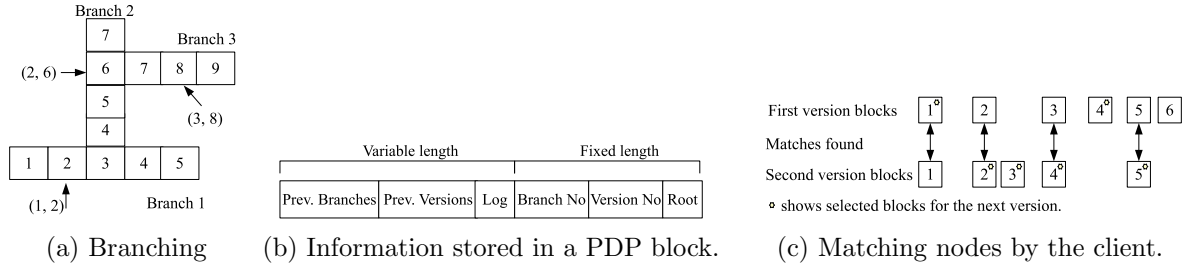 Branch 2
7
Branch 3
(2, 6)
6 7 8 9
5
(3, 8)
4
1 2 3 4 5
(1, 2)
Branch 1
(a) Branching
Variable length Fixed length
Prev. Branches Prev. Versions Log Branch No Version No Root
(b) Information stored in a PDP block.
First version blocks 1 2 3 4 5 6
Matches found
Second version blocks 1 2 3 4 5
shows selected blocks for the next version.
(c) Matching nodes by the client.